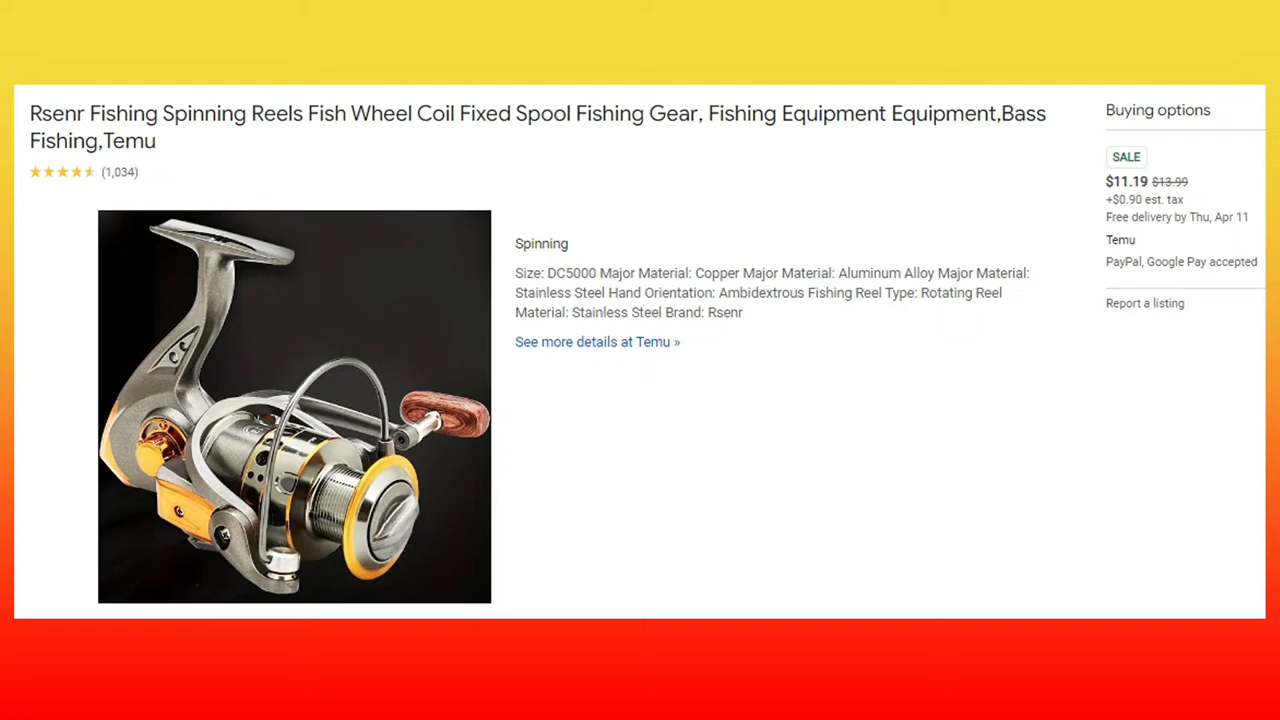 Rsenr Fishing Spinning Reels Fish Wheel Coil Fixed Spool Fishing Gear, Fishing Equipment Equipment,Bass
Fishing,Temu
(1,034)
Spinning
Size: DC5000 Major Material: Copper Major Material: Aluminum Alloy Major Material:
Stainless Steel Hand Orientation: Ambidextrous Fishing Reel Type: Rotating Reel
Material: Stainless Steel Brand: Rsenr
See more details at Temu »
Buying options
SALE
$11.19 $13.99
+$0.90 est. tax
Free delivery by Thu, Apr 11
Temu
PayPal, Google Pay accepted
Report a listing